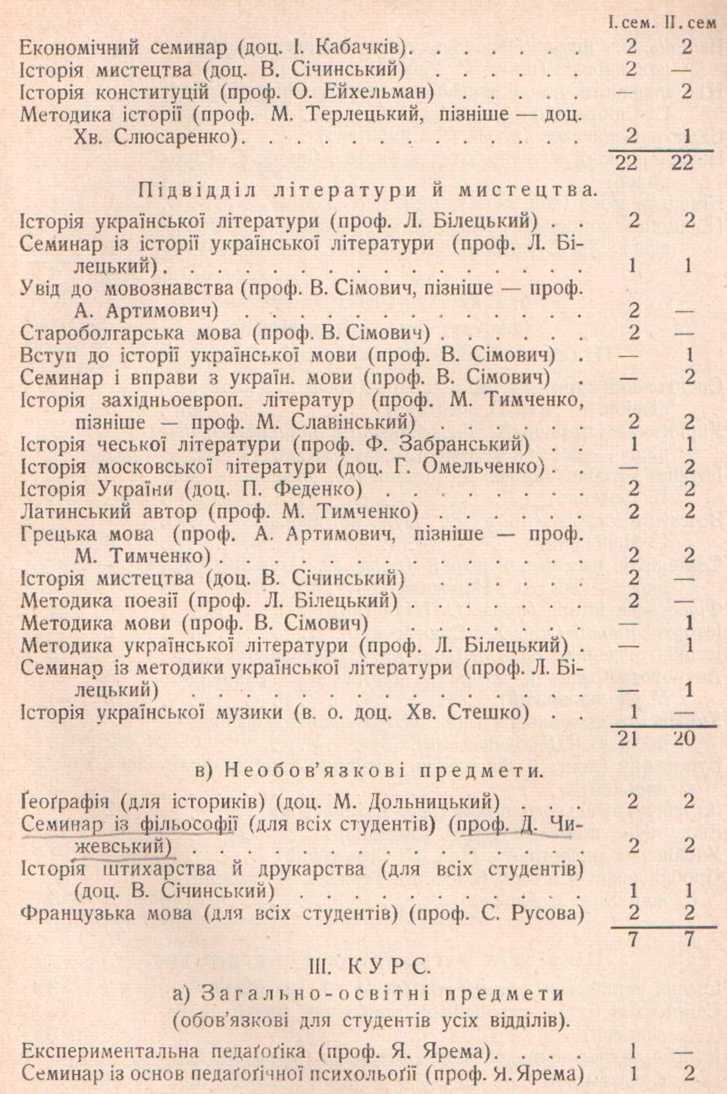 І. сем. ІІ. сем
Економічний семинар (доц. І. Кабачків). . . . . . . 2 2
Історія мистецтва (доц. В. Січинський) . . . . . . 2 —
Історія конституцій (проф. О. Ейхельман) . . . . . — 2
Методика історії (проф. М. Терлецький, пізніше — доц.
Хв. Слюсаренко). . . . . . . . . . . . . 2 1
22 22
Підвідділ літератури й мистецтва.
Історія української літератури (проф. Л. Білецький) . . 2 2
Семинар із історії української літератури (проф. Л. Бі-
лецький) . . . . . . . . . . . . . . . . 1 1
Увід до мовознавства (проф. В. Сімович, пізніше — проф.
А. Артимович) . . . . . . . . . . . . . 2 —
Староболгарська мова (проф. В. Сімович) . . . . . . 2 —
Вступ до історії української мови (проф. В. Сімович) . — 1
Семинар і вправи з україн. мови (проф. В. Сімович) . — 2
Історія західньоевроп. літератур (проф. М. Тимченко,
пізніше — проф. М. Славінський) . . . . . . 2 2
Історія чеської літератури (проф. Ф. Забранський) . . 1 1
Історія московської літератури (доц. Г. Омельченко) . . — 2
Історія України (доц. П. Феденко) . . . . . . . . 2 2
Латинський автор (проф. М. Тимченко) . . . . . . 2 2
Грецька мова (проф. А. Артимович, пізніше — проф.
М. Тимченко) . . . . . . . . . . . . . . 2 2
Історія мистецтва (доц. В. Січинський) . . . . . . 2 —
Методика поезії (проф. Л. Білецький) . . . . . . . 2 —
Методика мови (проф. В. Сімович) . . . . . . . — 1
Методика української літератури (проф. Л. Білецький) . — 1
Семинар із методики української літератури (проф. Л. Бі-
лецький) . . . . . . . . . . . . . . . — 1
Історія української музики (в. о. доц. Хв. Стешко) . . 1 —
21 20
в) Необов’язкові предмети.
Ґеоґрафія (для істориків) (доц. М. Дольницький) . . . 2 2
Семинар із фільософії (для всіх студентів) (проф. Д. Чи-
жевський) . . . . . . . . . . . . . . . 2 2
Історія штихарства й друкарства (для всіх студентів)
(доц. В. Січинський) . . . . . . . . . . . 1 1
Французька мова (для всіх студентів) (проф. С. Русова) 2 2
7 7
ІІІ. КУРС.
а) Загально-освітні предмети
(обов’язкові для студентів усіх відділів).
Експериментальна педаґоґіка (проф. Я. Ярема). . . . 1 —
Семинар із основ педаґоґічної психольоґії (проф. Я. Ярема) 1 2